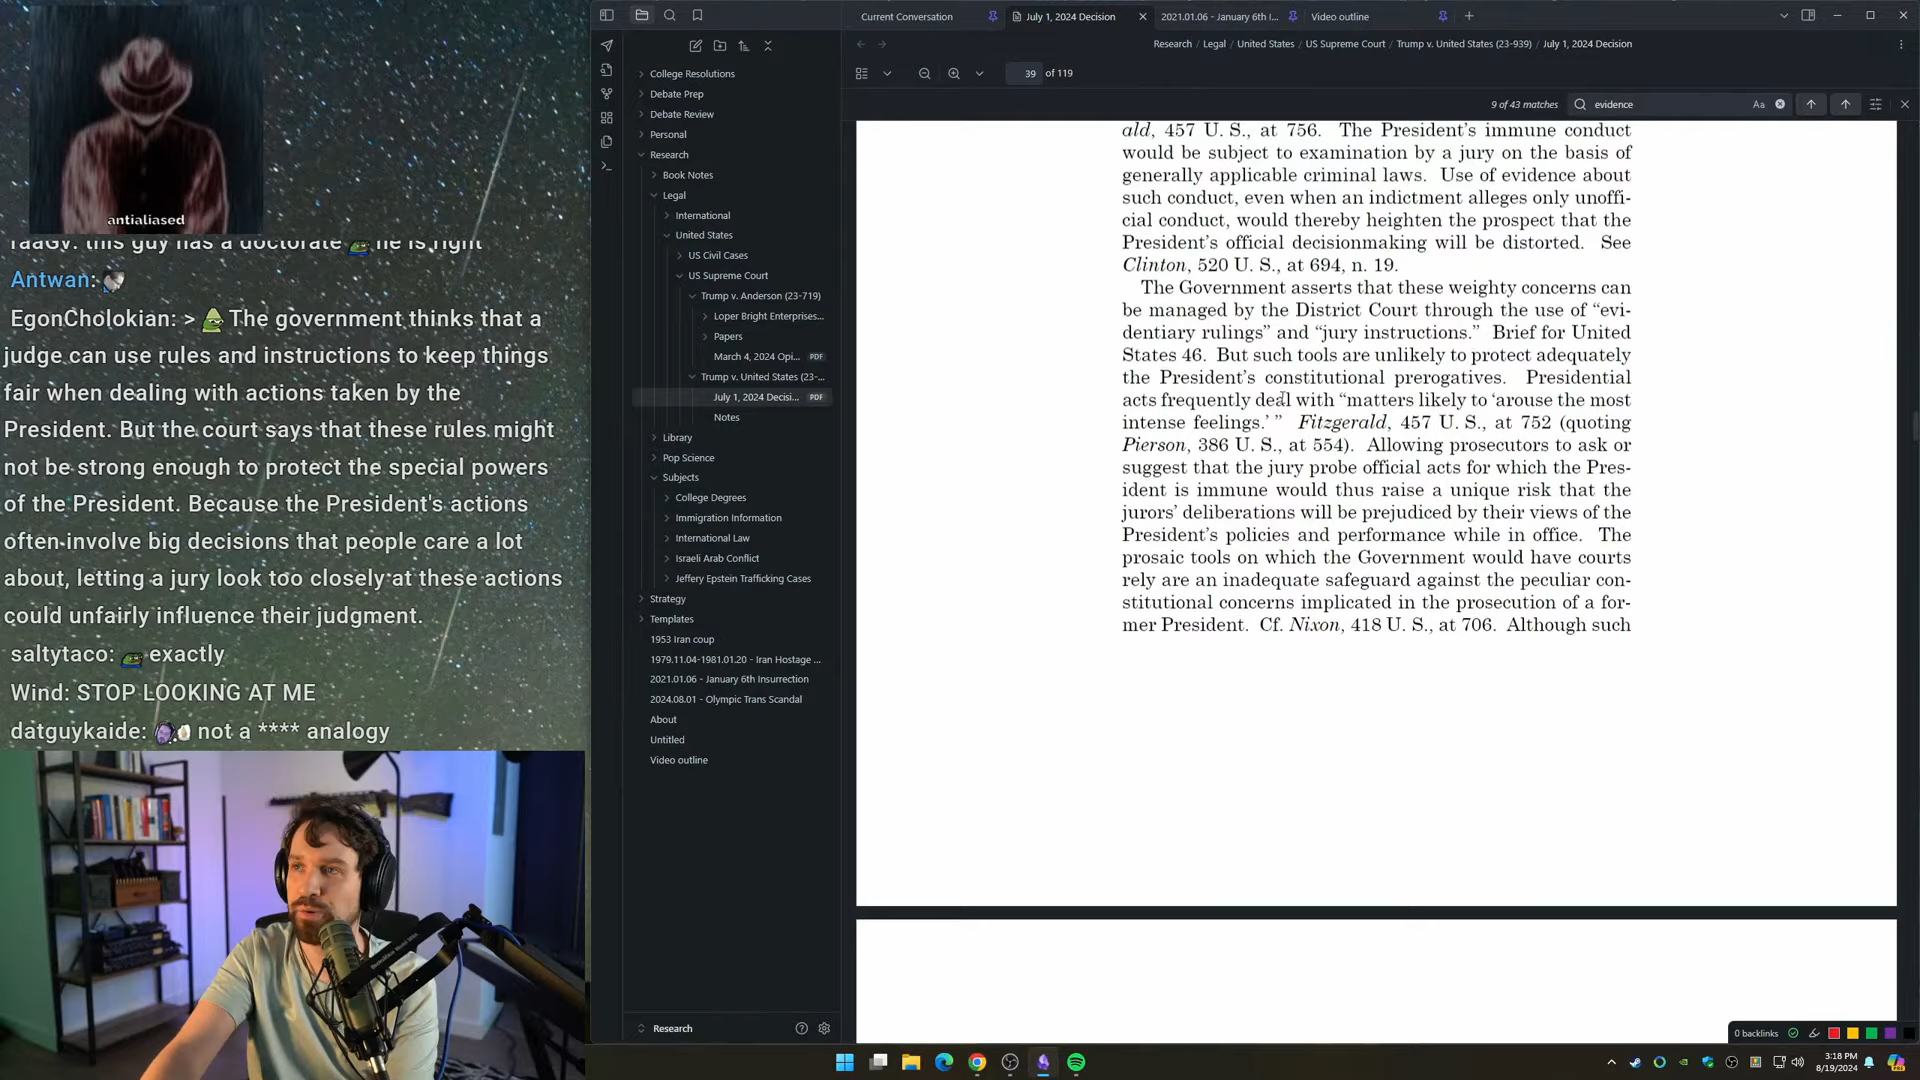 antialiased
raaGv: this guy has a doctorate he is right
Antwan:
EgonCholokian: > The government thinks that a
judge can use rules and instructions to keep things
fair when dealing with actions taken by the
President. But the court says that these rules might
not be strong enough to protect the special powers
of the President. Because the President's actions
often involve big decisions that people care a lot
about, letting a jury look too closely at these actions
could unfairly influence their judgment.
saltytaco: exactly
Wind: STOP LOOKING AT ME
datguykaide: not a **** analogy
College Resolutions
Debate Prep
Debate Review
Personal
Research
Book Notes
Legal
International
United States
US Civil Cases
US Supreme Court
Trump v. Anderson (23-719)
Loper Bright Enterprises...
Papers
March 4, 2024 Opi... PDF
Trump v. United States (23-...
July 1, 2024 Decisi... PDF
Notes
Library
Pop Science
Subjects
College Degrees
Immigration Information
International Law
Israeli Arab Conflict
Jeffery Epstein Trafficking Cases
Strategy
Templates
1953 Iran coup
1979.11.04-1981.01.20 - Iran Hostage ...
2021.01.06 - January 6th Insurrection
2024.08.01 - Olympic Trans Scandal
About
Untitled
Video outline
Research
Current Conversation
July 1, 2024 Decision
2021.01.06 - January 6th I...
Video outline
Research / Legal / United States / US Supreme Court / Trump v. United States (23-939) / July 1, 2024 Decision
39 of 119
9 of 43 matches
evidence
Aa
ald, 457 U. S., at 756. The President’s immune conduct
would be subject to examination by a jury on the basis of
generally applicable criminal laws. Use of evidence about
such conduct, even when an indictment alleges only unoffi-
cial conduct, would thereby heighten the prospect that the
President’s official decisionmaking will be distorted. See
Clinton, 520 U. S., at 694, n. 19.
The Government asserts that these weighty concerns can
be managed by the District Court through the use of “evi-
dentiary rulings” and “jury instructions.” Brief for United
States 46. But such tools are unlikely to protect adequately
the President’s constitutional prerogatives. Presidential
acts frequently deal with “matters likely to ‘arouse the most
intense feelings.’ ” Fitzgerald, 457 U. S., at 752 (quoting
Pierson, 386 U. S., at 554). Allowing prosecutors to ask or
suggest that the jury probe official acts for which the Pres-
ident is immune would thus raise a unique risk that the
jurors’ deliberations will be prejudiced by their views of the
President’s policies and performance while in office. The
prosaic tools on which the Government would have courts
rely are an inadequate safeguard against the peculiar con-
stitutional concerns implicated in the prosecution of a for-
mer President. Cf. Nixon, 418 U. S., at 706. Although such
0 backlinks
3:18 PM
8/19/2024